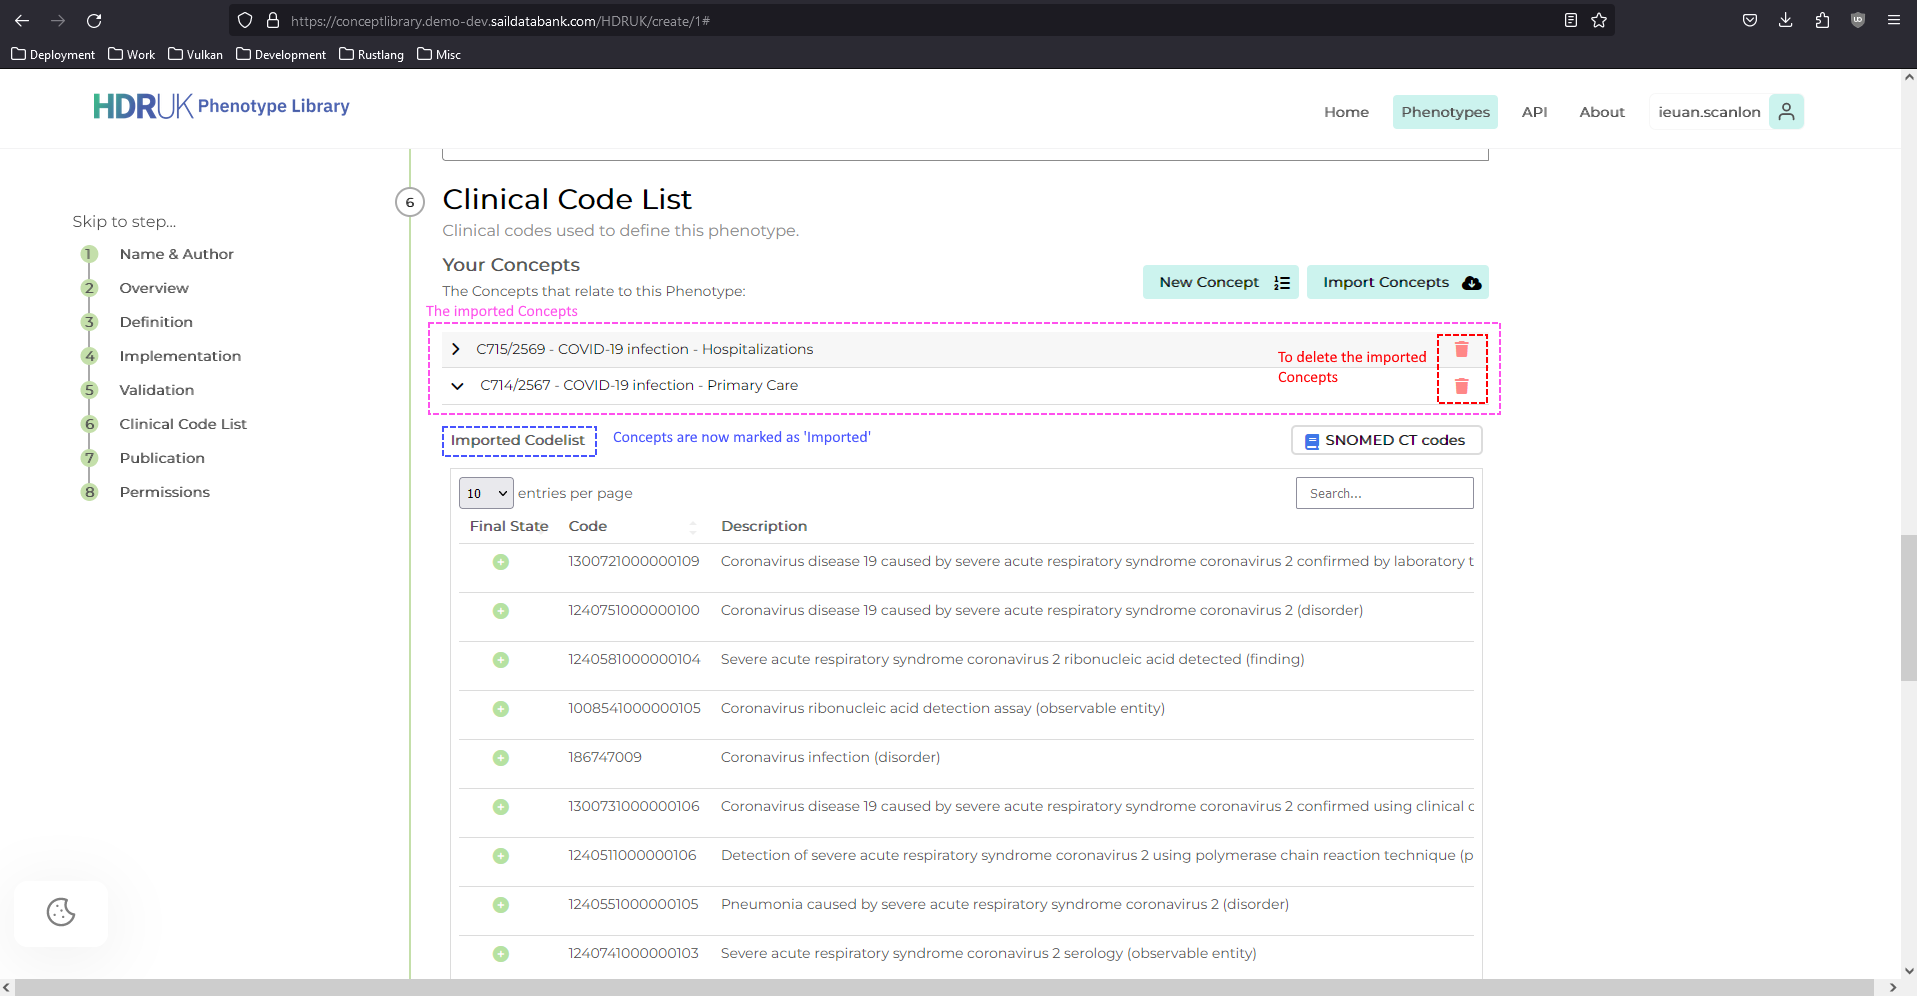 https://conceptlibrary.demo-dev.saildatabank.com/HDRUK/create/1#
Deployment Work Vulkan Development Rustlang Misc
HDRUK Phenotype Library
Home Phenotypes API About ieuan.scanlon
Skip to step...
1 Name & Author
2 Overview
3 Definition
4 Implementation
5 Validation
6 Clinical Code List
7 Publication
8 Permissions
6 Clinical Code List
Clinical codes used to define this phenotype.
Your Concepts
The Concepts that relate to this Phenotype:
New Concept Import Concepts
The imported Concepts
C715/2569 - COVID-19 infection - Hospitalizations
C714/2567 - COVID-19 infection - Primary Care
To delete the imported
Concepts
Imported Codelist Concepts are now marked as 'Imported' SNOMED CT codes
10 entries per page Search...
Final State Code Description
1300721000000109 Coronavirus disease 19 caused by severe acute respiratory syndrome coronavirus 2 confirmed by laboratory t
1240751000000100 Coronavirus disease 19 caused by severe acute respiratory syndrome coronavirus 2 (disorder)
1240581000000104 Severe acute respiratory syndrome coronavirus 2 ribonucleic acid detected (finding)
1008541000000105 Coronavirus ribonucleic acid detection assay (observable entity)
186747009 Coronavirus infection (disorder)
1300731000000106 Coronavirus disease 19 caused by severe acute respiratory syndrome coronavirus 2 confirmed using clinical c
1240511000000106 Detection of severe acute respiratory syndrome coronavirus 2 using polymerase chain reaction technique (p
1240551000000105 Pneumonia caused by severe acute respiratory syndrome coronavirus 2 (disorder)
1240741000000103 Severe acute respiratory syndrome coronavirus 2 serology (observable entity)